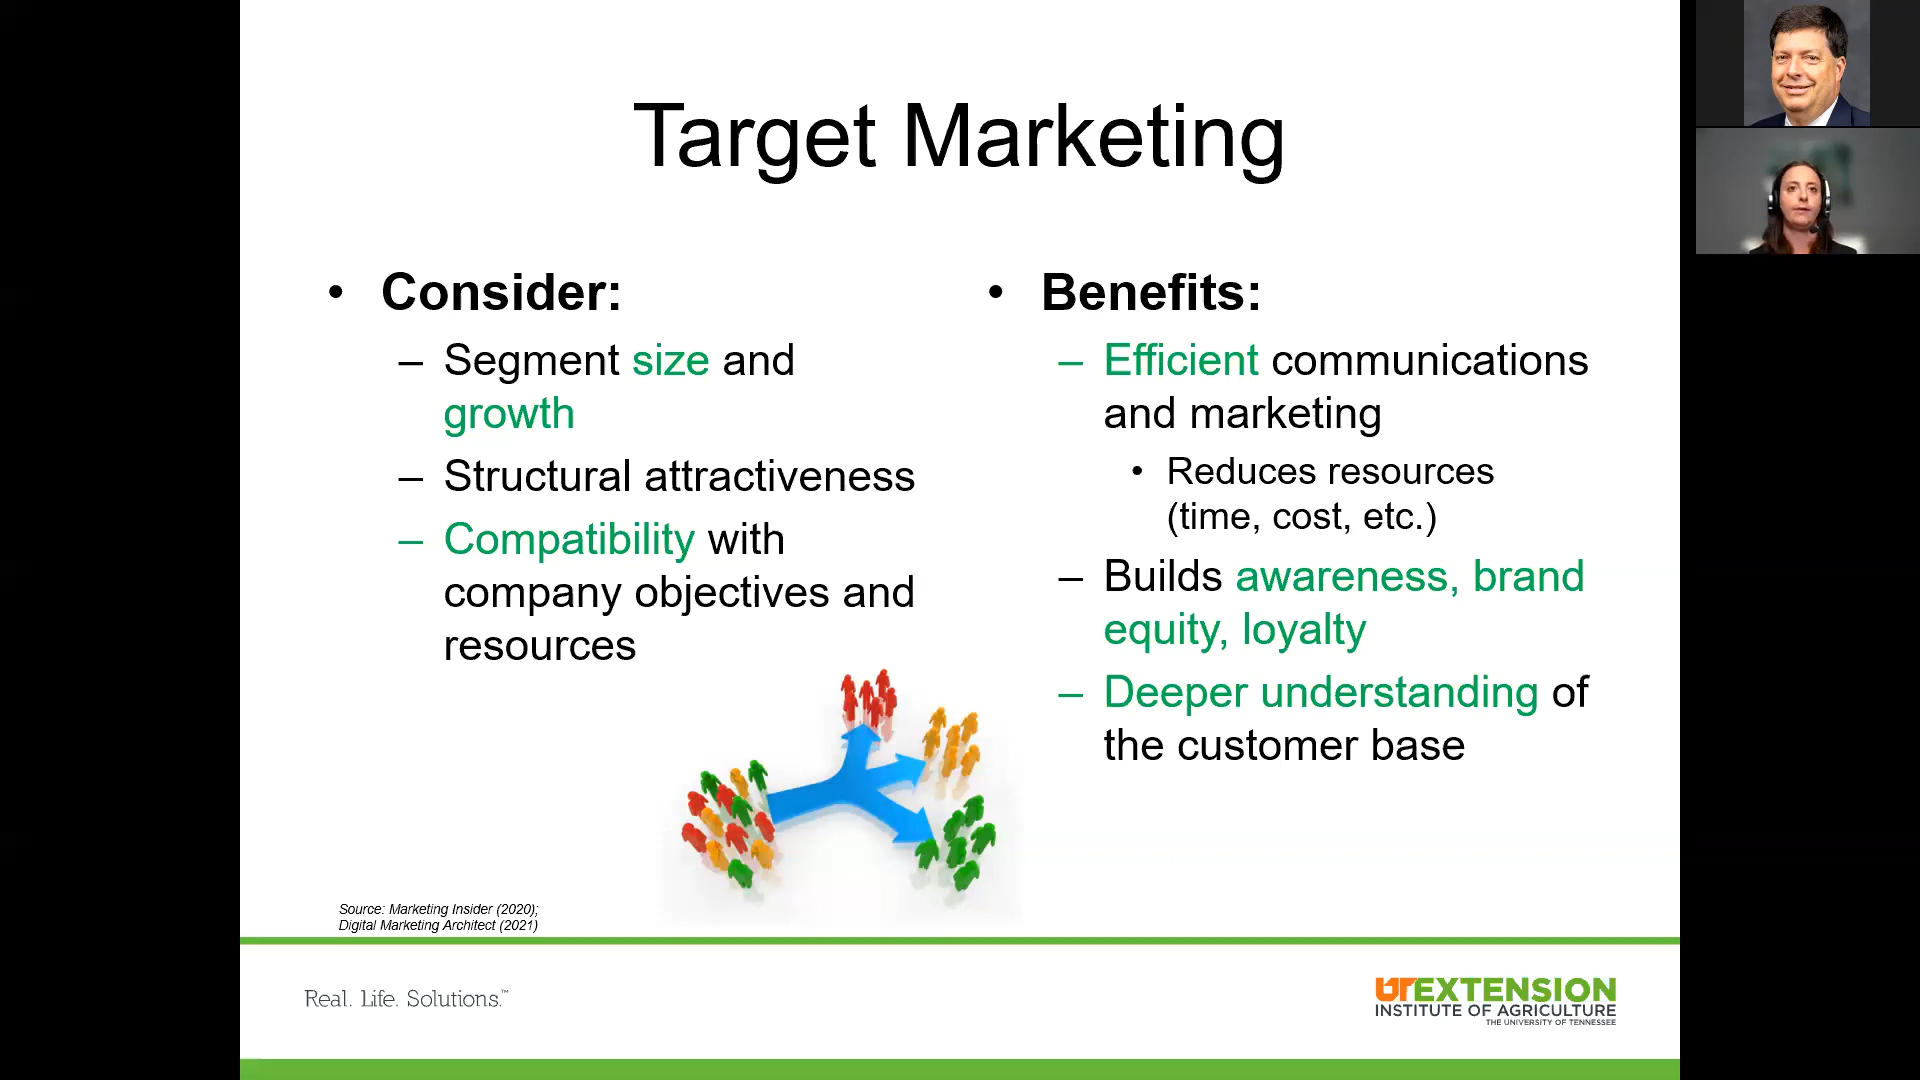 Target Marketing
• Consider:
– Segment size and
growth
– Structural attractiveness
– Compatibility with
company objectives and
resources
• Benefits:
– Efficient communications
and marketing
• Reduces resources
(time, cost, etc.)
– Builds awareness, brand
equity, loyalty
– Deeper understanding of
the customer base
Source: Marketing Insider (2020);
Digital Marketing Architect (2021)
Real. Life. Solutions.™
UTEXTENSION
INSTITUTE OF AGRICULTURE
THE UNIVERSITY OF TENNESSEE